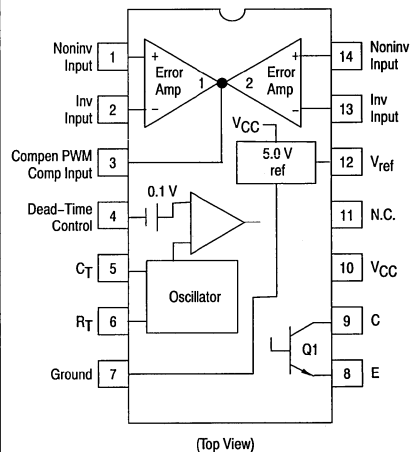 Noninv
Input
1
+
Error
Amp
1
2
+
Error
Amp
14
Noninv
Input
Inv
Input
2
–
–
13
Inv
Input
Compen PWM
Comp Input
3
VCC
5.0 V
ref
12
Vref
Dead–Time
Control
4
0.1 V
11
N.C.
CT
5
Oscillator
10
VCC
RT
6
9
C
Q1
Ground
7
8
E
(Top View)